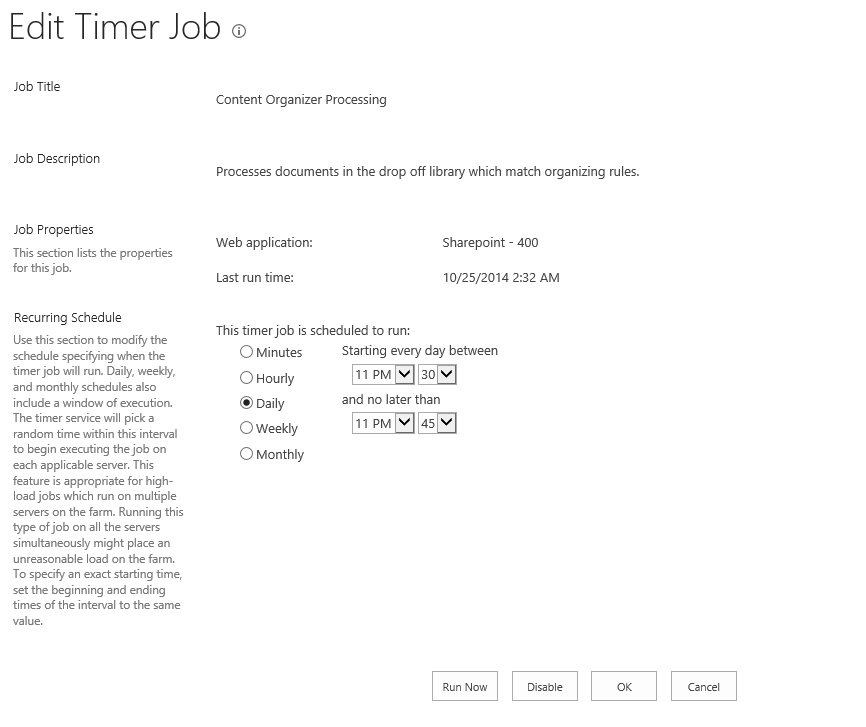 Edit Timer Job
Job Title
Content Organizer Processing
Job Description
Processes documents in the drop off library which match organizing rules.
Job Properties
This section lists the properties
for this job.
Web application: Sharepoint - 400
Last run time: 10/25/2014 2:32 AM
Recurring Schedule
Use this section to modify the
schedule specifying when the
timer job will run. Daily, weekly,
and monthly schedules also
include a window of execution.
The timer service will pick a
random time within this interval
to begin executing the job on
each applicable server. This
feature is appropriate for high-
load jobs which run on multiple
servers on the farm. Running this
type of job on all the servers
simultaneously might place an
unreasonable load on the farm.
To specify an exact starting time,
set the beginning and ending
times of the interval to the same
value.
This timer job is scheduled to run:
Minutes
Hourly
Daily
Weekly
Monthly
Starting every day between
11 PM 30
and no later than
11 PM 45
Run Now Disable OK Cancel